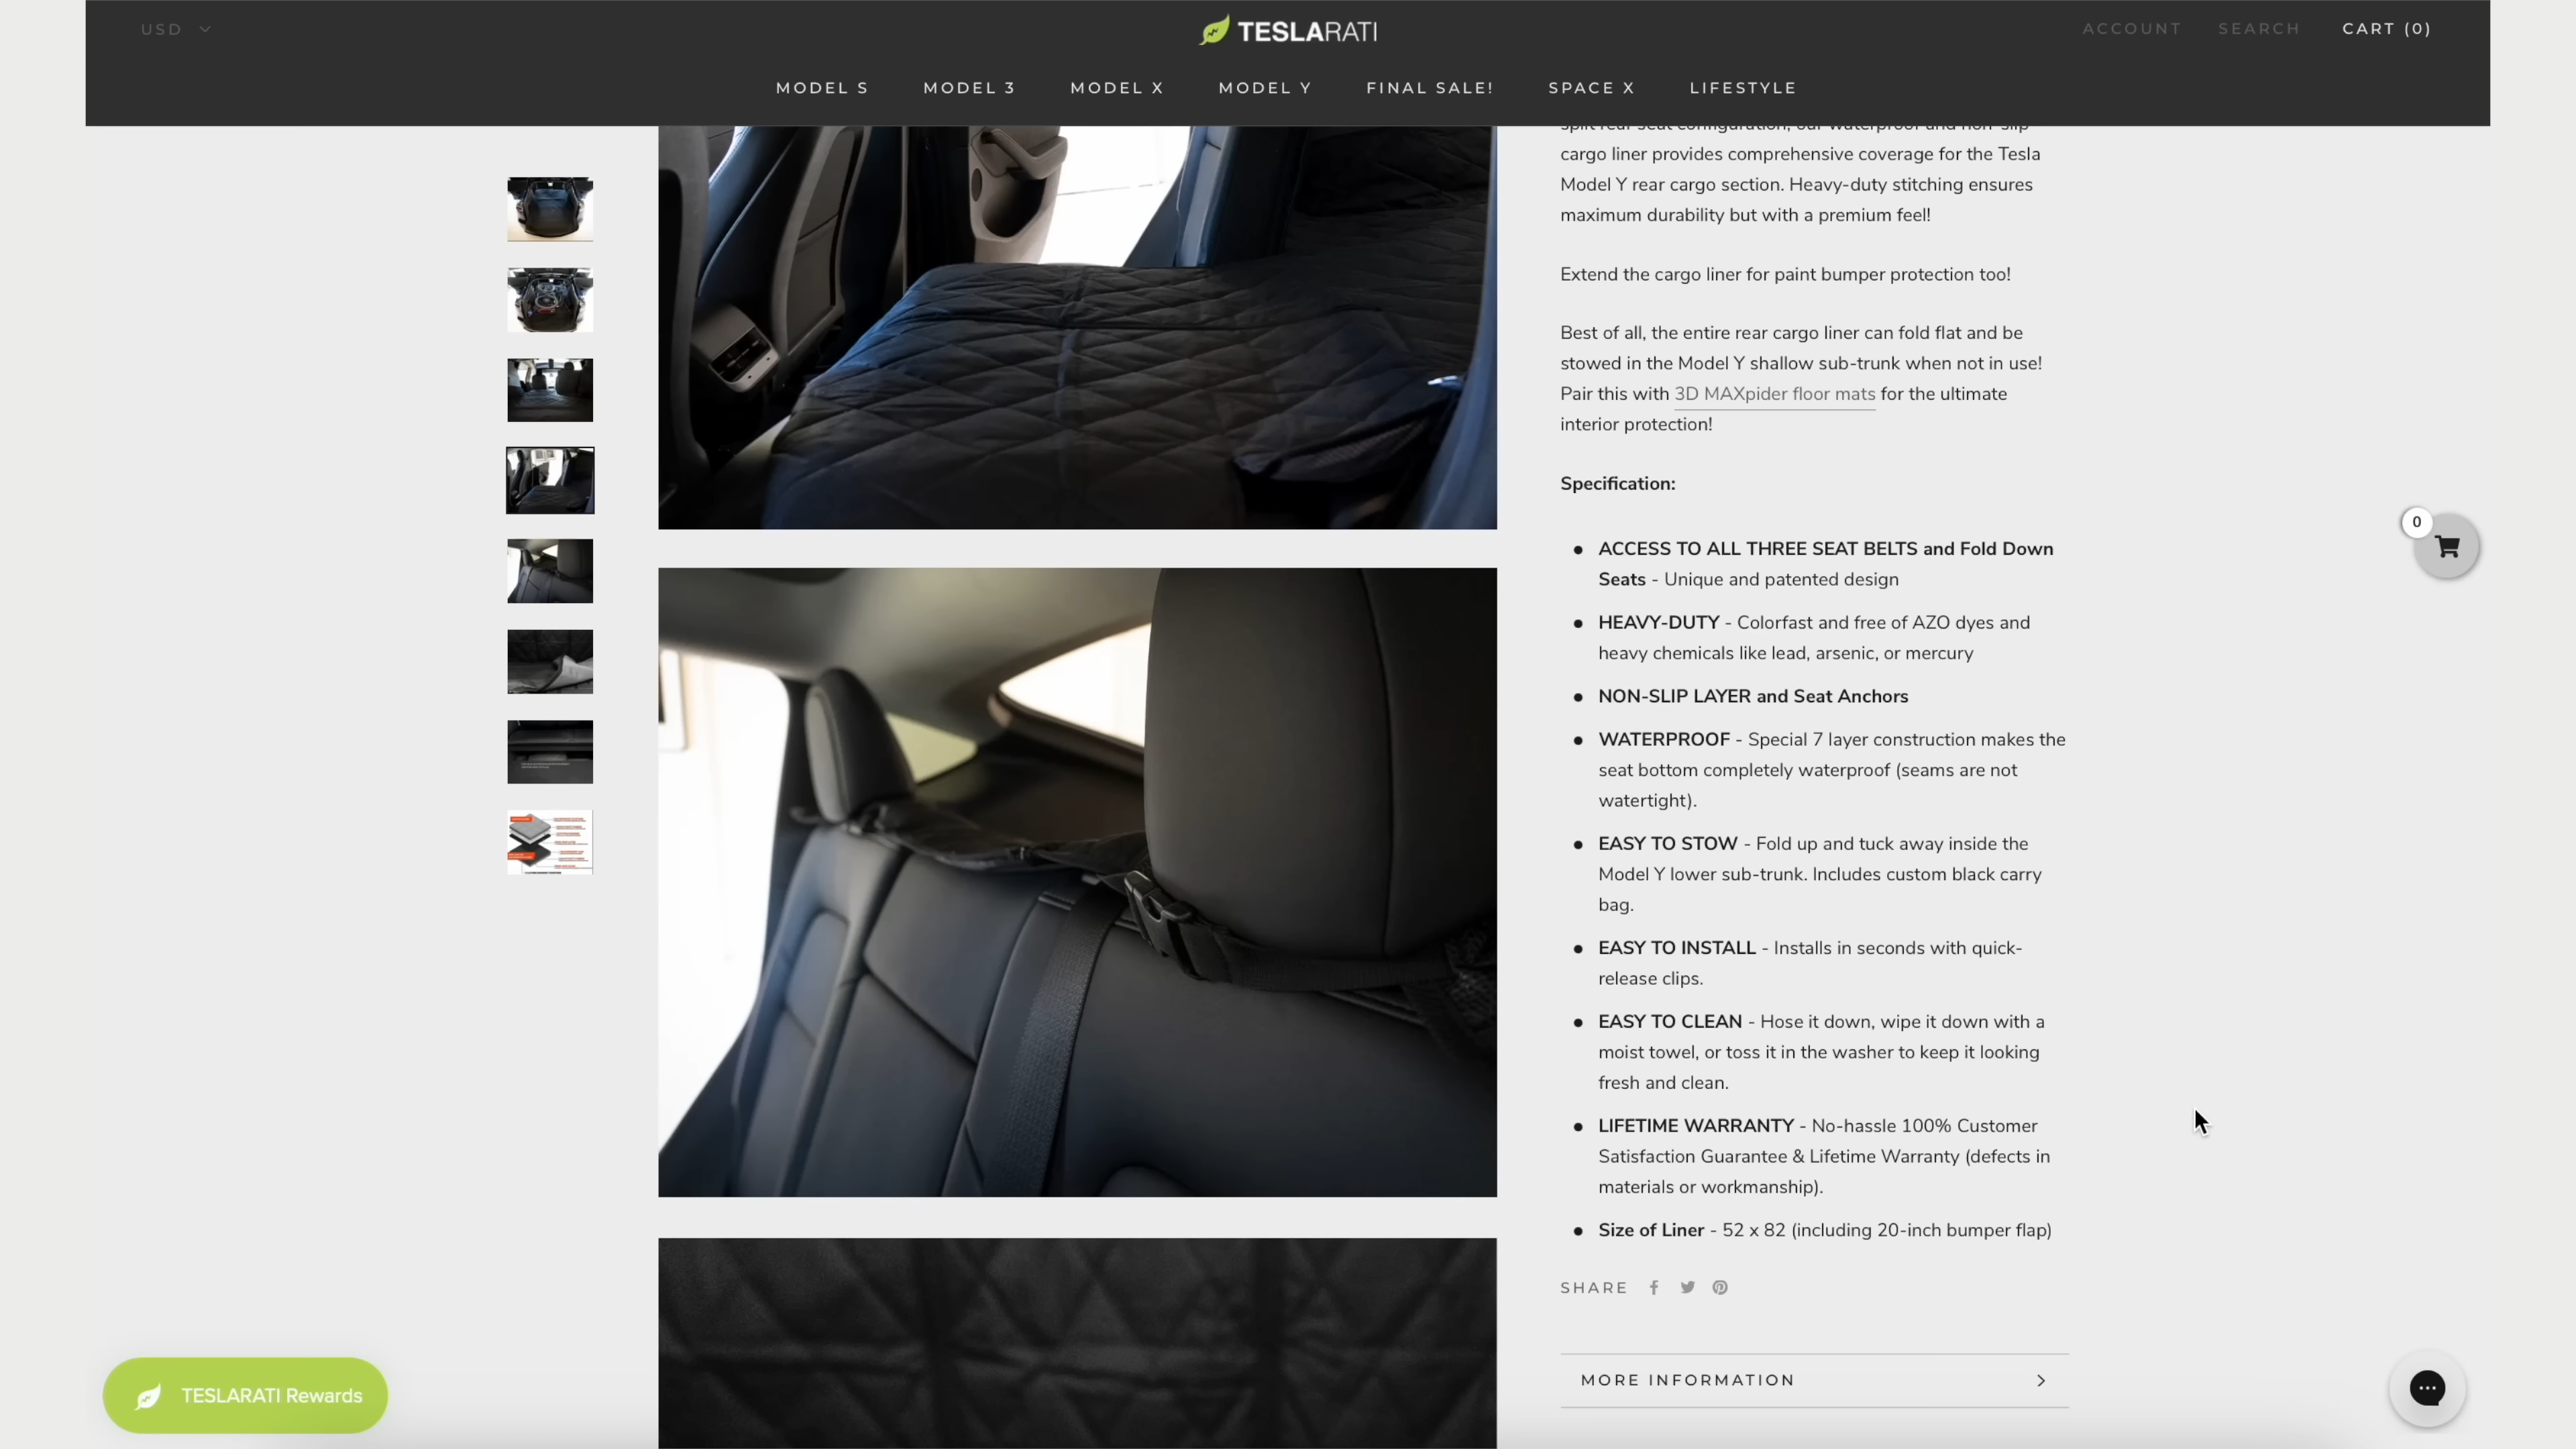 USD
TESLARATI
ACCOUNT
SEARCH
CART (0)
MODEL S
MODEL 3
MODEL X
MODEL Y
FINAL SALE!
SPACE X
LIFESTYLE
split rear seat configuration, our waterproof and non-slip
cargo liner provides comprehensive coverage for the Tesla
Model Y rear cargo section. Heavy-duty stitching ensures
maximum durability but with a premium feel!
Extend the cargo liner for paint bumper protection too!
Best of all, the entire rear cargo liner can fold flat and be
stowed in the Model Y shallow sub-trunk when not in use!
Pair this with 3D MAXpider floor mats for the ultimate
interior protection!
Specification:
ACCESS TO ALL THREE SEAT BELTS and Fold Down
Seats - Unique and patented design
HEAVY-DUTY - Colorfast and free of AZO dyes and
heavy chemicals like lead, arsenic, or mercury
NON-SLIP LAYER and Seat Anchors
WATERPROOF - Special 7 layer construction makes the
seat bottom completely waterproof (seams are not
watertight).
EASY TO STOW - Fold up and tuck away inside the
Model Y lower sub-trunk. Includes custom black carry
bag.
EASY TO INSTALL - Installs in seconds with quick-
release clips.
EASY TO CLEAN - Hose it down, wipe it down with a
moist towel, or toss it in the washer to keep it looking
fresh and clean.
LIFETIME WARRANTY - No-hassle 100% Customer
Satisfaction Guarantee & Lifetime Warranty (defects in
materials or workmanship).
Size of Liner - 52 x 82 (including 20-inch bumper flap)
SHARE
MORE INFORMATION
0
TESLARATI Rewards